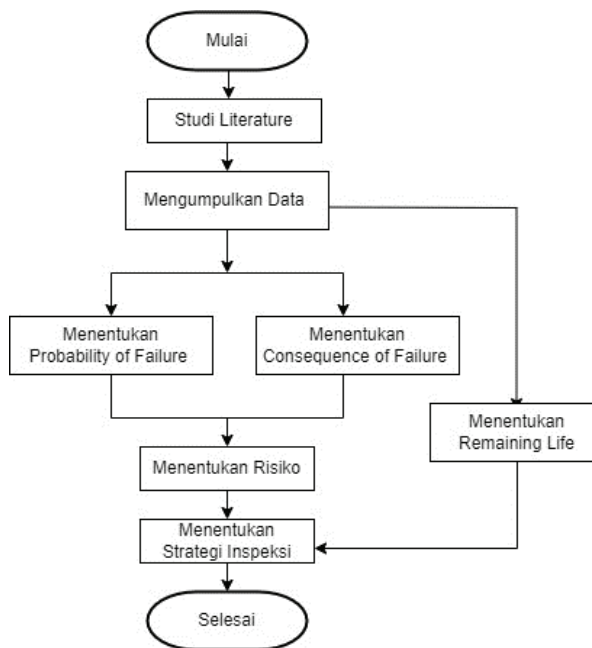 Mulai
Studi Literature
Mengumpulkan Data
Menentukan
Probability of Failure
Menentukan
Consequence of Failure
Menentukan
Remaining Life
Menentukan Risiko
Menentukan
Strategi Inspeksi
Selesai